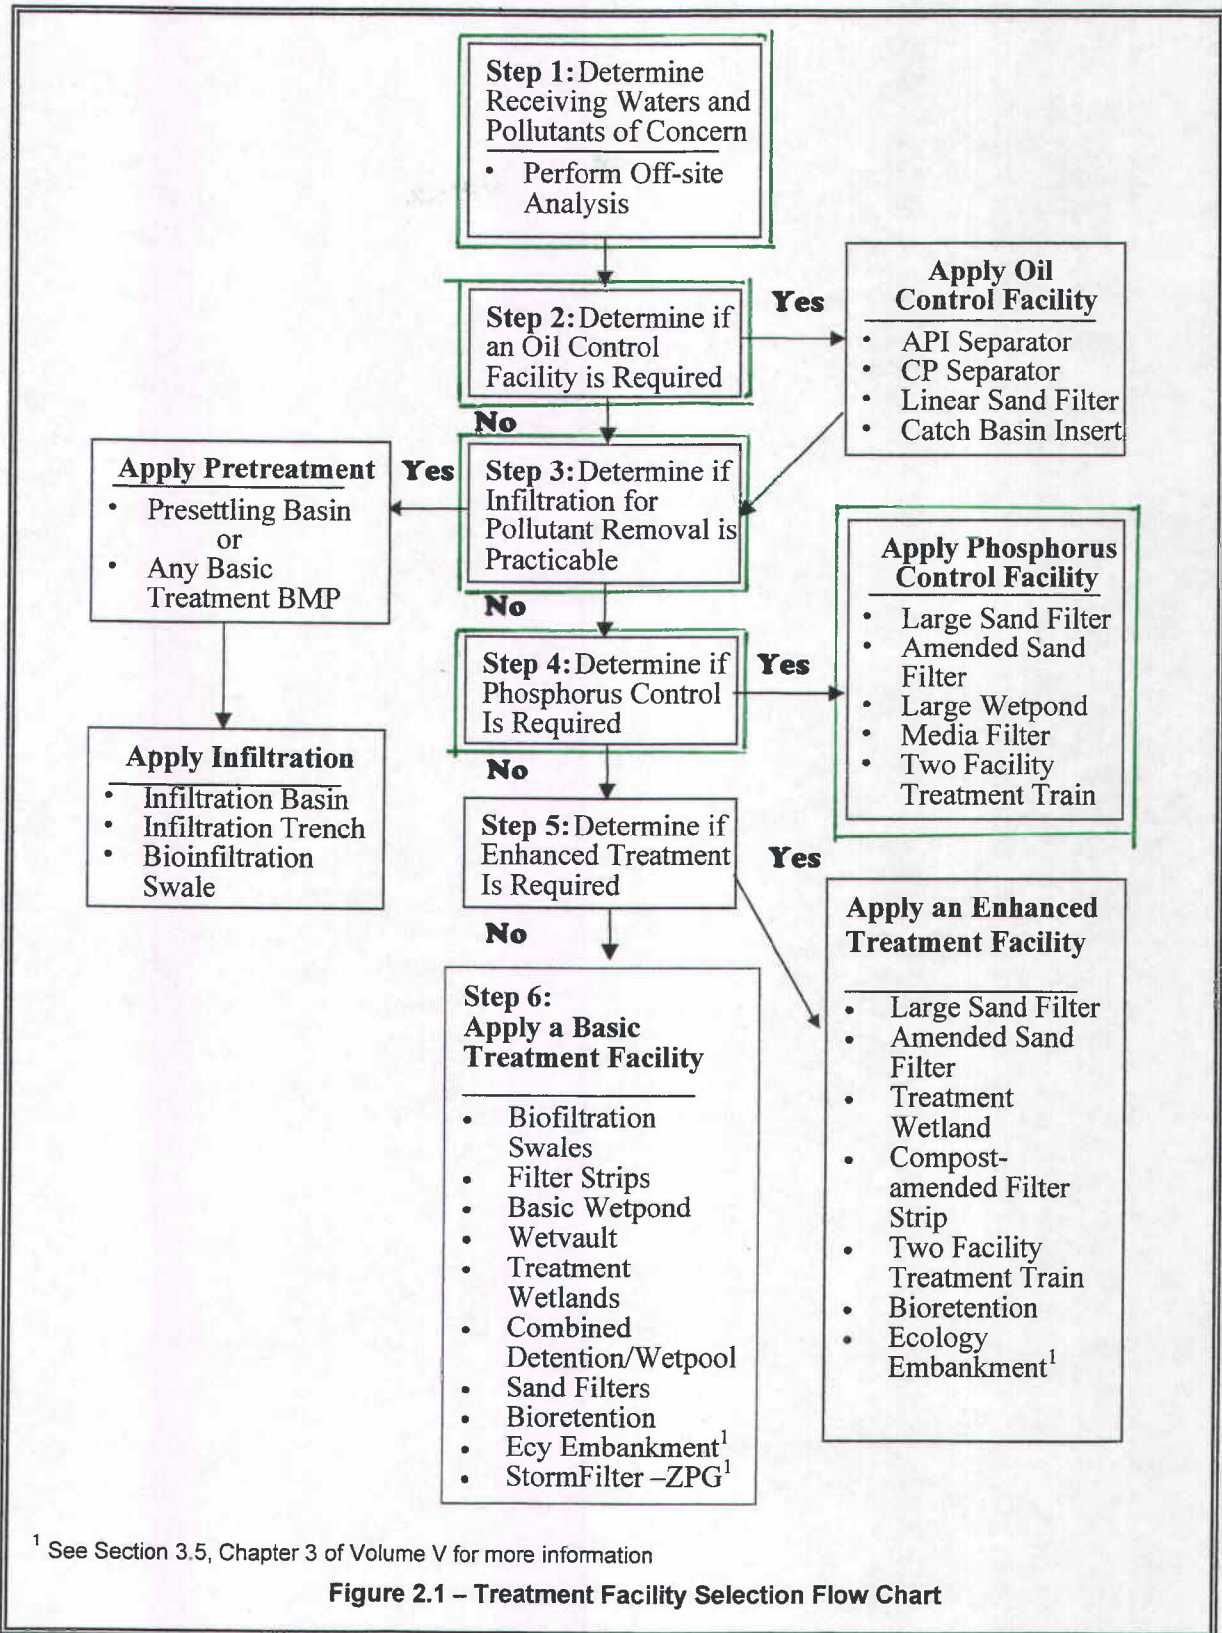 Step 1: Determine
Receiving Waters and
Pollutants of Concern
• Perform Off-site
Analysis
Step 2: Determine if
an Oil Control
Facility is Required
Yes
Apply Oil
Control Facility
• API Separator
• CP Separator
• Linear Sand Filter
• Catch Basin Insert
No
Step 3: Determine if
Infiltration for
Pollutant Removal is
Practicable
Yes
Apply Pretreatment
• Presettling Basin
or
• Any Basic
Treatment BMP
Apply Infiltration
• Infiltration Basin
• Infiltration Trench
• Bioinfiltration
Swale
No
Step 4: Determine if
Phosphorus Control
Is Required
Yes
Apply Phosphorus
Control Facility
• Large Sand Filter
• Amended Sand
Filter
• Large Wetpond
• Media Filter
• Two Facility
Treatment Train
No
Step 5: Determine if
Enhanced Treatment
Is Required
Yes
Apply an Enhanced
Treatment Facility
• Large Sand Filter
• Amended Sand
Filter
• Treatment
Wetland
• Compost-
amended Filter
Strip
• Two Facility
Treatment Train
• Bioretention
• Ecology
Embankment¹
No
Step 6:
Apply a Basic
Treatment Facility
• Biofiltration
Swales
• Filter Strips
• Basic Wetpond
• Wetvault
• Treatment
Wetlands
• Combined
Detention/Wetpool
• Sand Filters
• Bioretention
• Ecy Embankment¹
• StormFilter –ZPG¹
¹ See Section 3.5, Chapter 3 of Volume V for more information
Figure 2.1 – Treatment Facility Selection Flow Chart